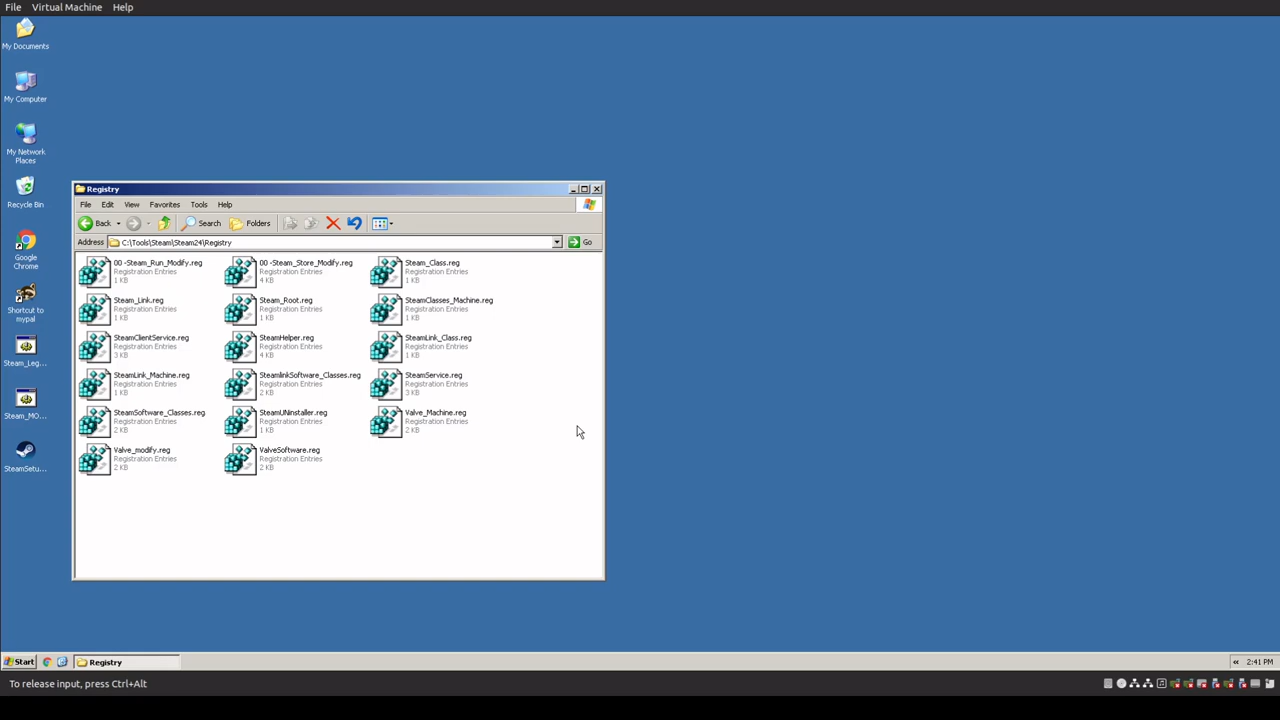 File Virtual Machine Help
My Documents
My Computer
My Network
Places
Recycle Bin
Google
Chrome
Shortcut to
mypal
Steam_Leg...
Steam_MO...
SteamSetu...
Registry
File Edit View Favorites Tools Help
Back Search Folders
Address C:\Tools\Steam\Steam24\Registry Go
00 -Steam_Run_Modify.reg
Registration Entries
1 KB
00 -Steam_Store_Modify.reg
Registration Entries
4 KB
Steam_Class.reg
Registration Entries
1 KB
Steam_Link.reg
Registration Entries
1 KB
Steam_Root.reg
Registration Entries
1 KB
SteamClasses_Machine.reg
Registration Entries
1 KB
SteamClientService.reg
Registration Entries
3 KB
SteamHelper.reg
Registration Entries
4 KB
SteamLink_Class.reg
Registration Entries
1 KB
SteamLink_Machine.reg
Registration Entries
1 KB
SteamlinkSoftware_Classes.reg
Registration Entries
2 KB
SteamService.reg
Registration Entries
3 KB
SteamSoftware_Classes.reg
Registration Entries
2 KB
SteamUNinstaller.reg
Registration Entries
1 KB
Valve_Machine.reg
Registration Entries
2 KB
Valve_modify.reg
Registration Entries
2 KB
ValveSoftware.reg
Registration Entries
2 KB
Start Registry 2:41 PM
To release input, press Ctrl+Alt